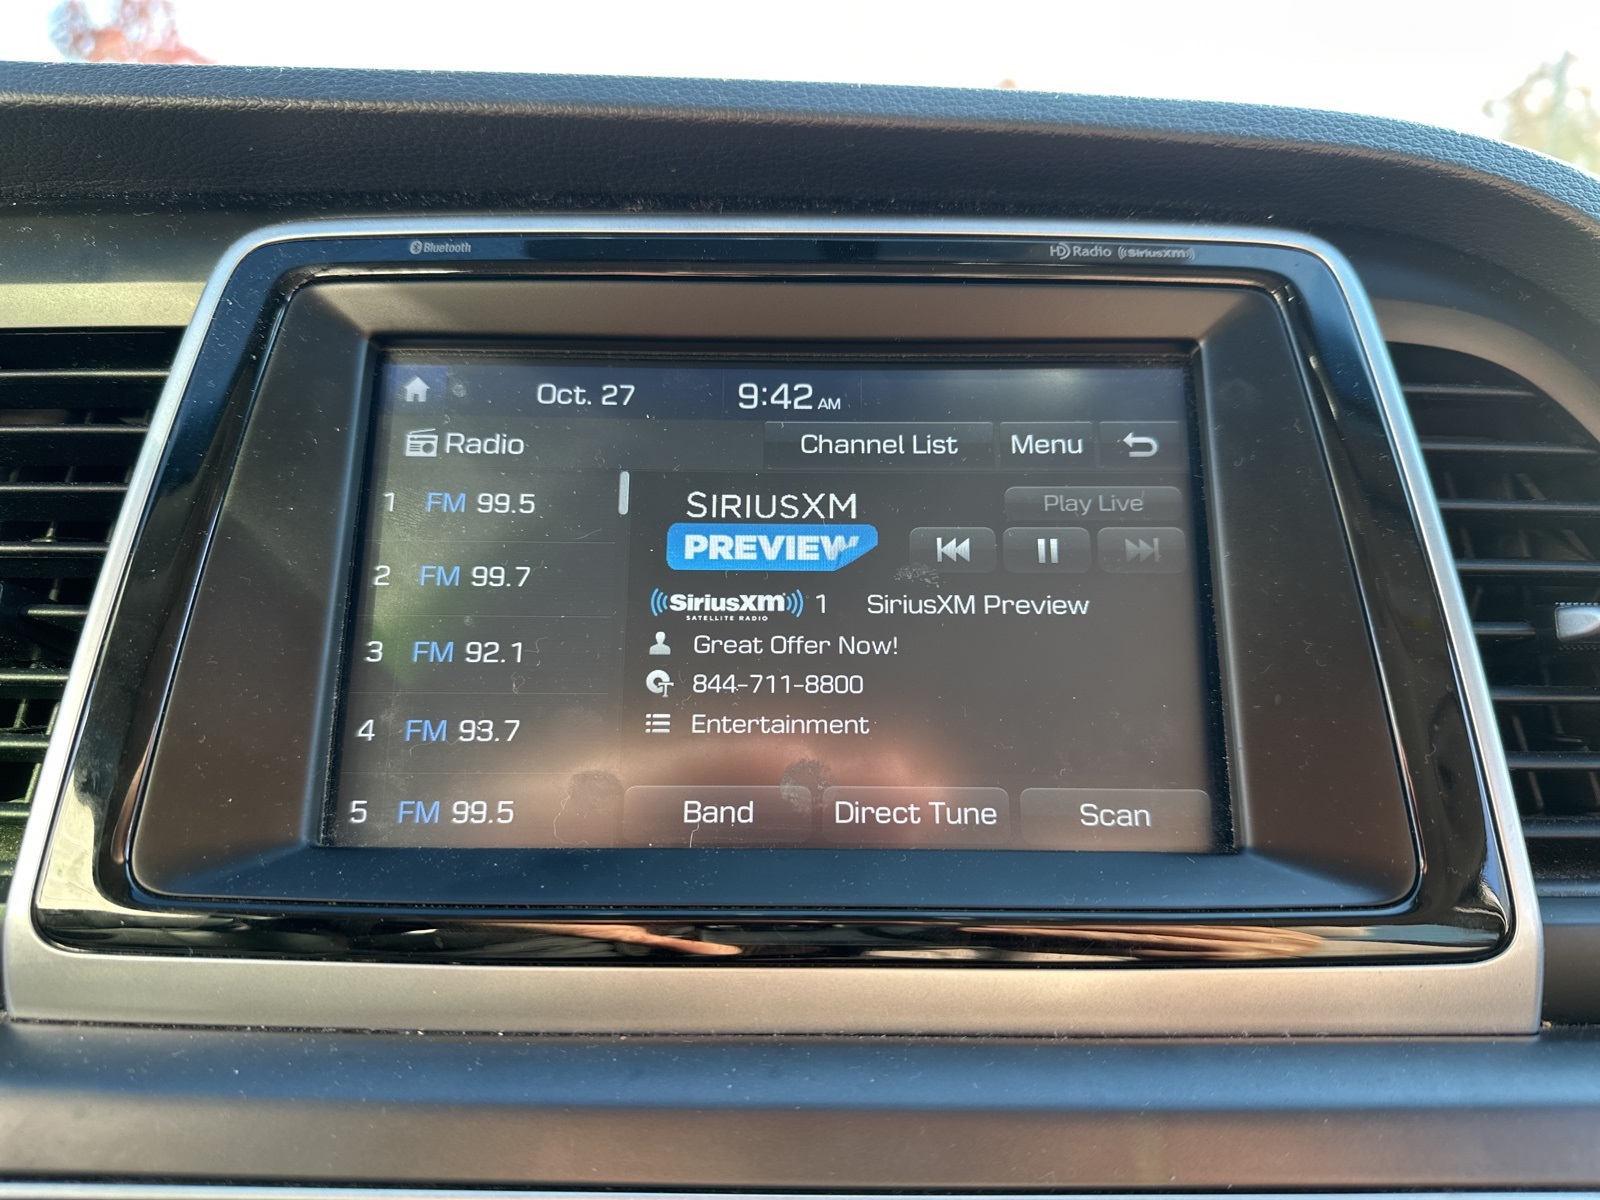 Bluetooth
HD Radio ((SiriusXM))
Oct. 27 9:42 AM
Radio Channel List Menu
1 FM 99.5
2 FM 99.7
3 FM 92.1
4 FM 93.7
5 FM 99.5
SIRIUSXM
PREVIEW
Play Live
((SiriusXM)) 1 SiriusXM Preview
SATELLITE RADIO
Great Offer Now!
844-711-8800
Entertainment
Band Direct Tune Scan